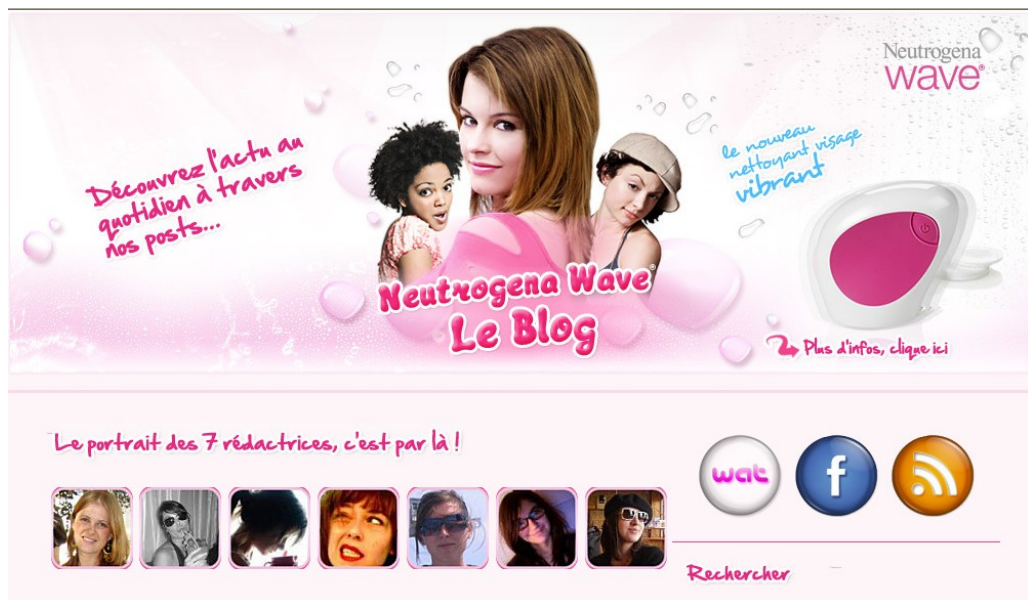 Neutrogena
wave®
Découvrez l'actu au
quotidien à travers
nos posts...
le nouveau
nettoyant visage
vibrant
Neutrogena Wave®
Le Blog
Plus d'infos, clique ici
Le portrait des 7 rédactrices, c'est par là !
wat
f
Rechercher